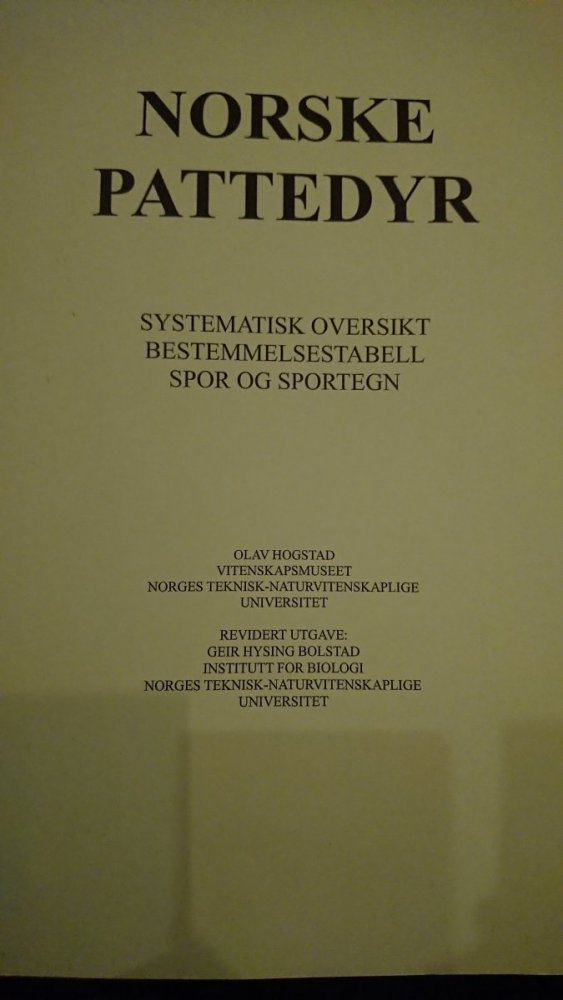 NORSKE
PATTEDYR
SYSTEMATISK OVERSIKT
BESTEMMELSESTABELL
SPOR OG SPORTEGN
OLAV HOGSTAD
VITENSKAPSMUSEET
NORGES TEKNISK-NATURVITENSKAPLIGE
UNIVERSITET
REVIDERT UTGAVE:
GEIR HYSING BOLSTAD
INSTITUTT FOR BIOLOGI
NORGES TEKNISK-NATURVITENSKAPLIGE
UNIVERSITET